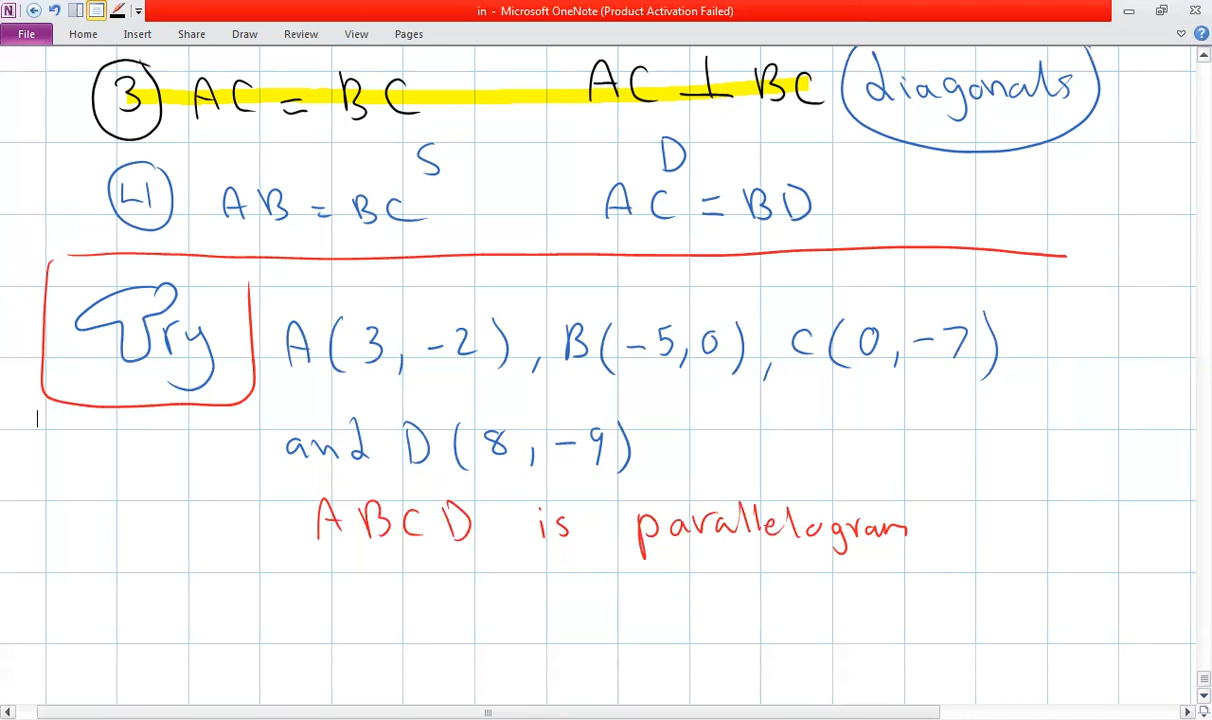 in - Microsoft OneNote (Product Activation Failed)
File Home Insert Share Draw Review View Pages
3 AC = BC AC ⊥ BC diagonals
S D
4 AB = BC AC = BD
Try A(3, -2), B(-5, 0), C(0, -7)
and D(8, -9)
ABCD is parallelogram